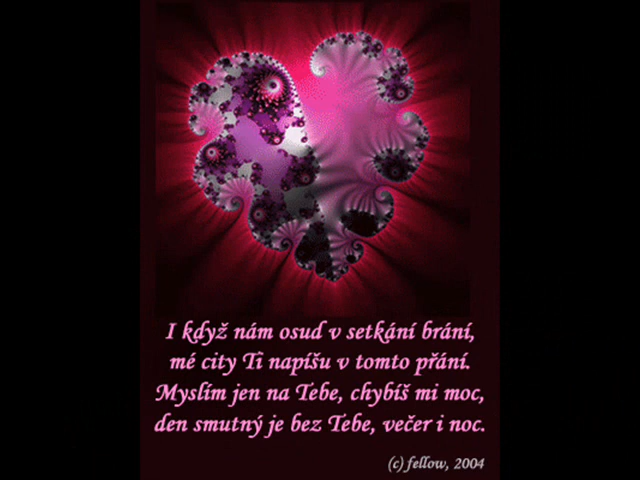 I když nám osud v setkání brání,
mé city Ti napíšu v tomto přání.
Myslím jen na Tebe, chybíš mi moc,
den smutný je bez Tebe, večer i noc.
(c) fellow, 2004